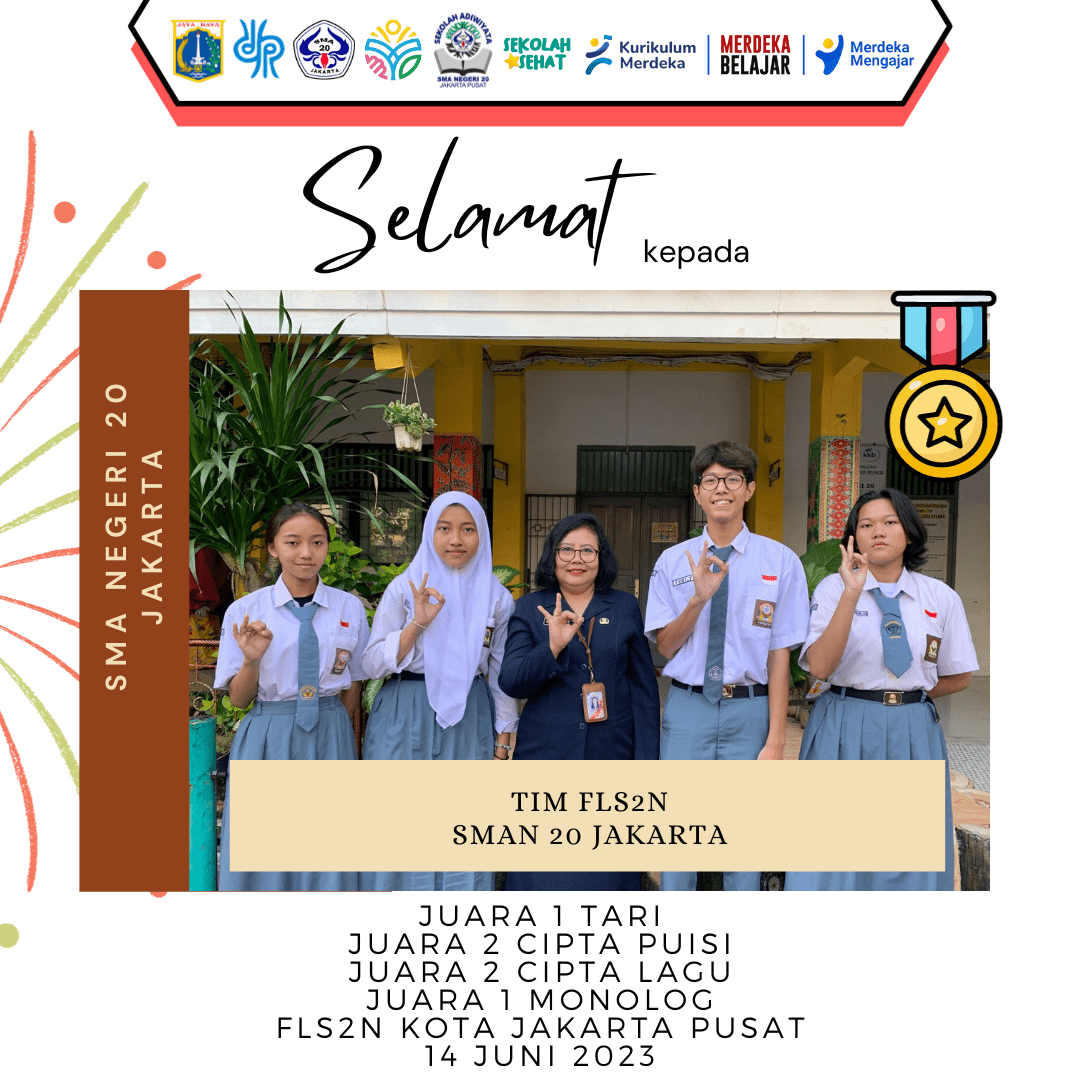 JAYA RAYA
SMA
20
JAKARTA
SEKOLAH ADIWIYATA
SMA NEGERI 20
JAKARTA PUSAT
SEKOLAH
SEHAT
Kurikulum
Merdeka
MERDEKA
BELAJAR
Merdeka
Mengajar
Selamat
kepada
SMA NEGERI 20
JAKARTA
TIM FLS2N
SMAN 20 JAKARTA
JUARA 1 TARI
JUARA 2 CIPTA PUISI
JUARA 2 CIPTA LAGU
JUARA 1 MONOLOG
FLS2N KOTA JAKARTA PUSAT
14 JUNI 2023